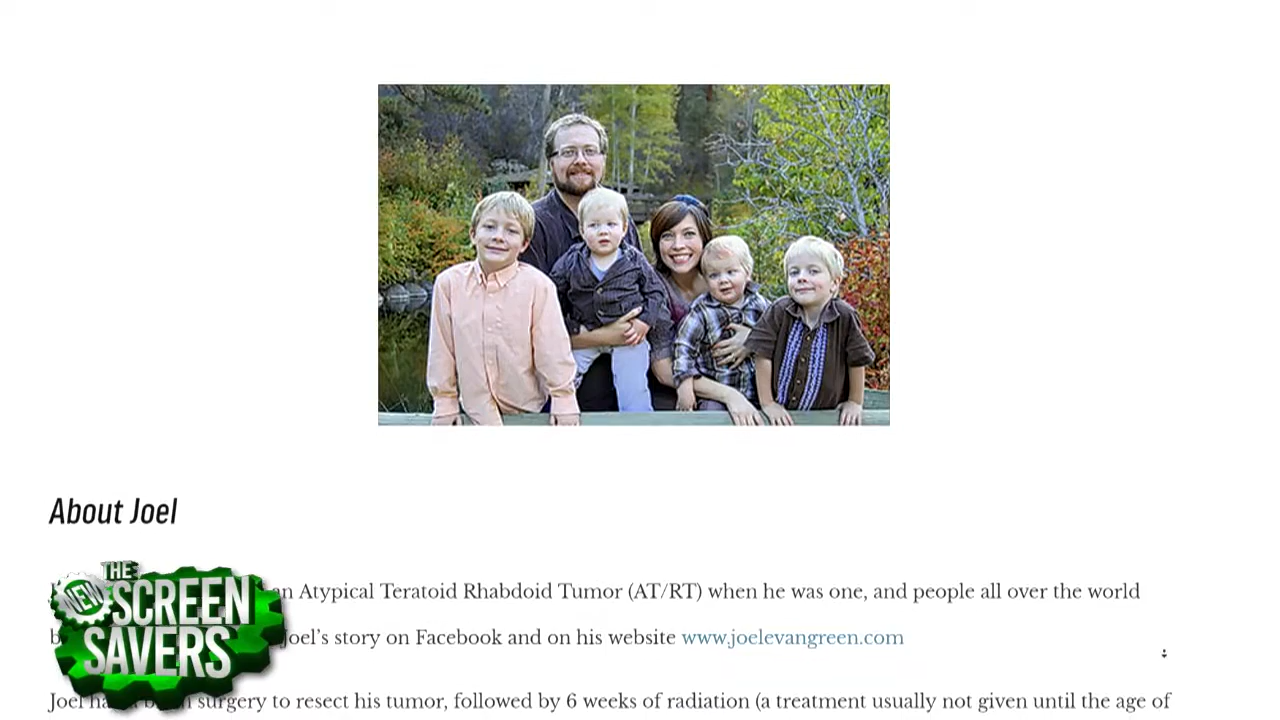 About Joel
an Atypical Teratoid Rhabdoid Tumor (AT/RT) when he was one, and people all over the world
Joel's story on Facebook and on his website www.joelevangreen.com
THE
NEW SCREEN
SAVERS
Joel surgery to resect his tumor, followed by 6 weeks of radiation (a treatment usually not given until the age of